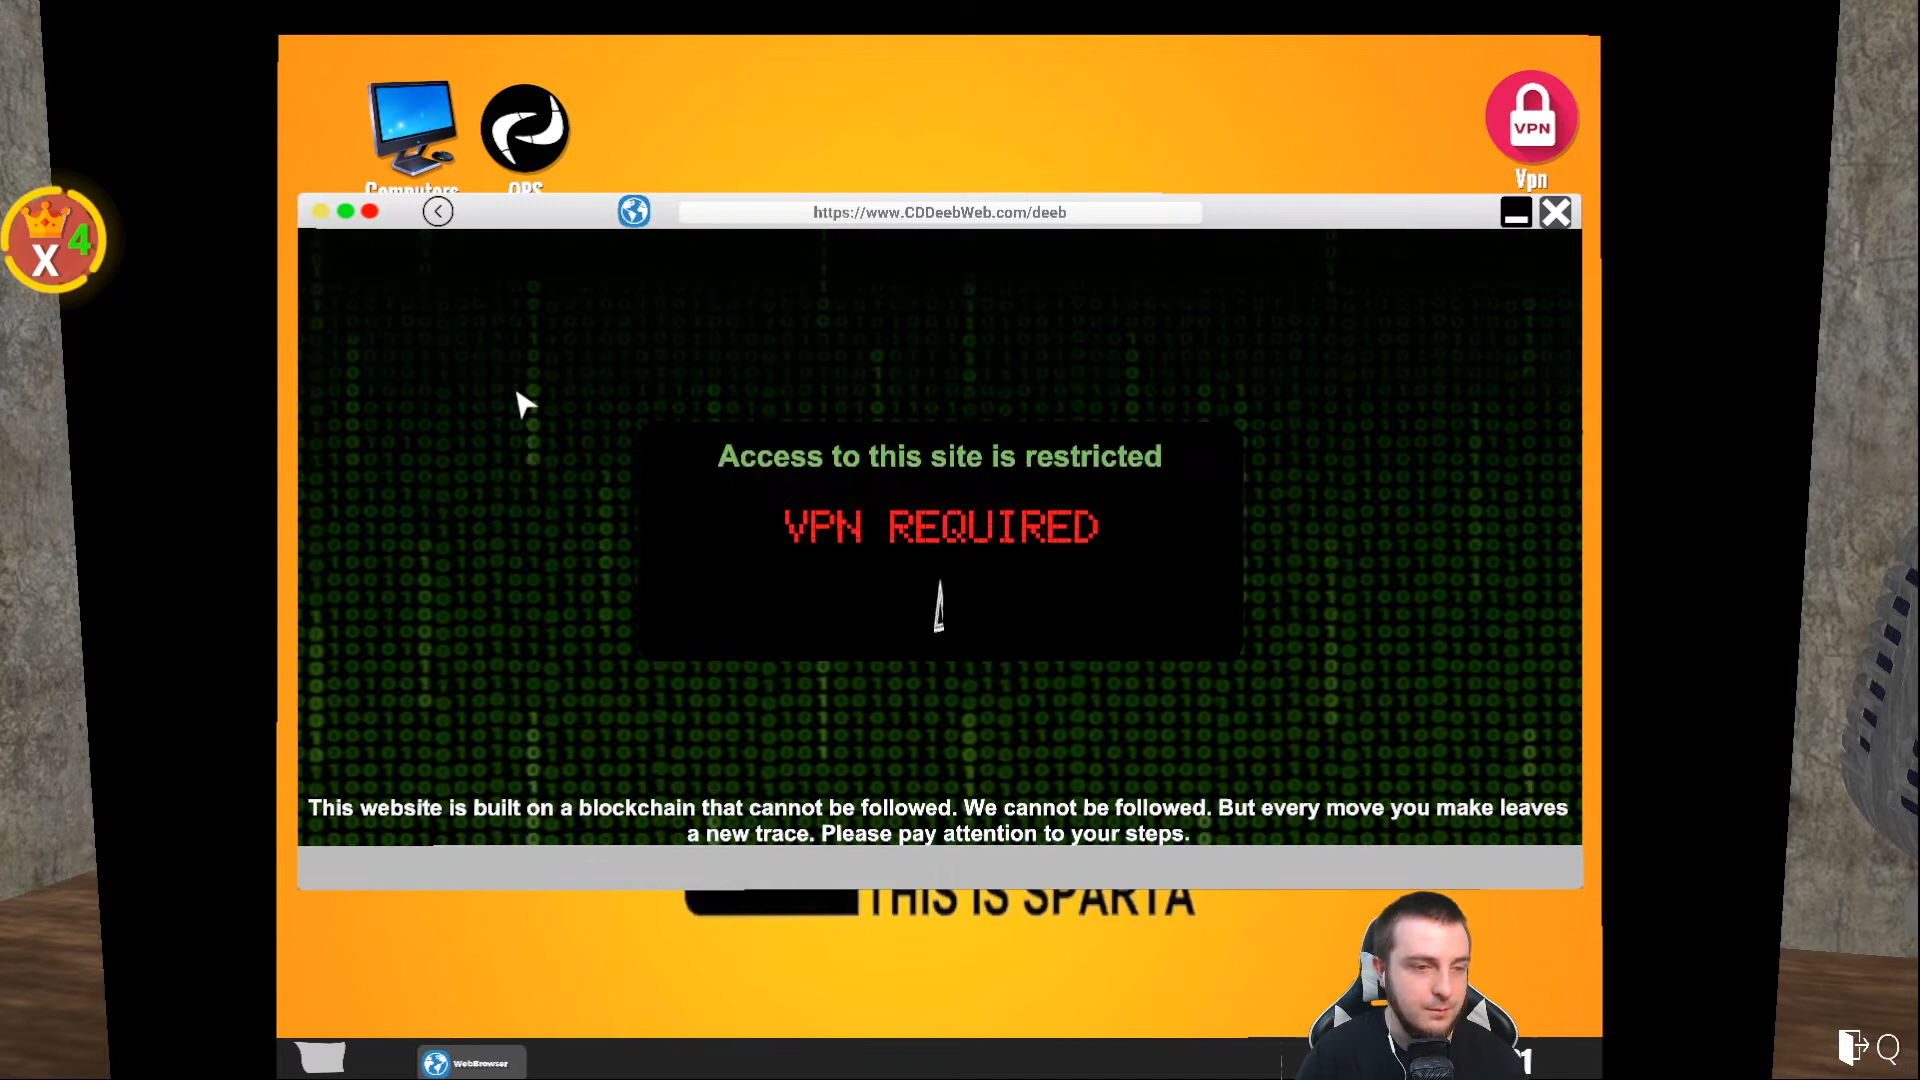 VPN
Vpn
Computers
OPS
https://www.CDDeebWeb.com/deeb
X 4
Access to this site is restricted
VPN REQUIRED
This website is built on a blockchain that cannot be followed. We cannot be followed. But every move you make leaves
a new trace. Please pay attention to your steps.
THIS IS SPARTA
WebBrowser
Q